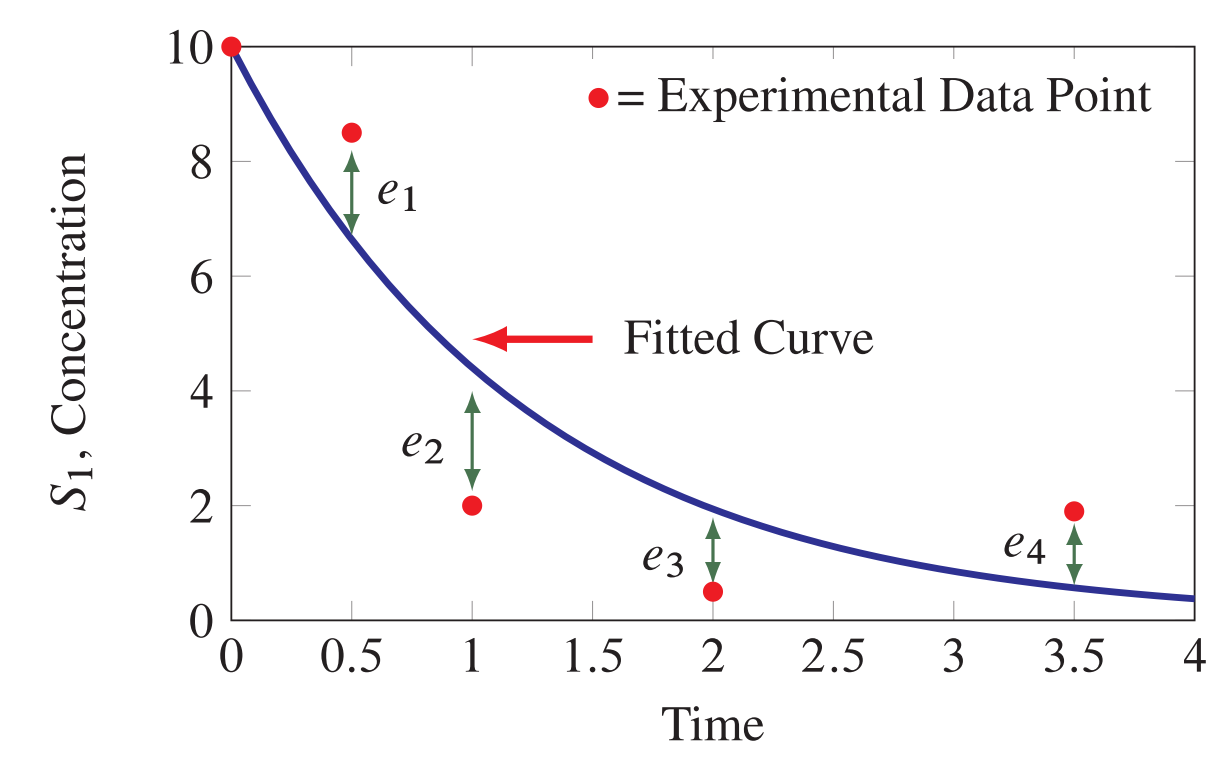 10
= Experimental Data Point
8
e1
6
Fitted Curve
4
e2
2
e3
e4
0
S1, Concentration
0 0.5 1 1.5 2 2.5 3 3.5 4
Time